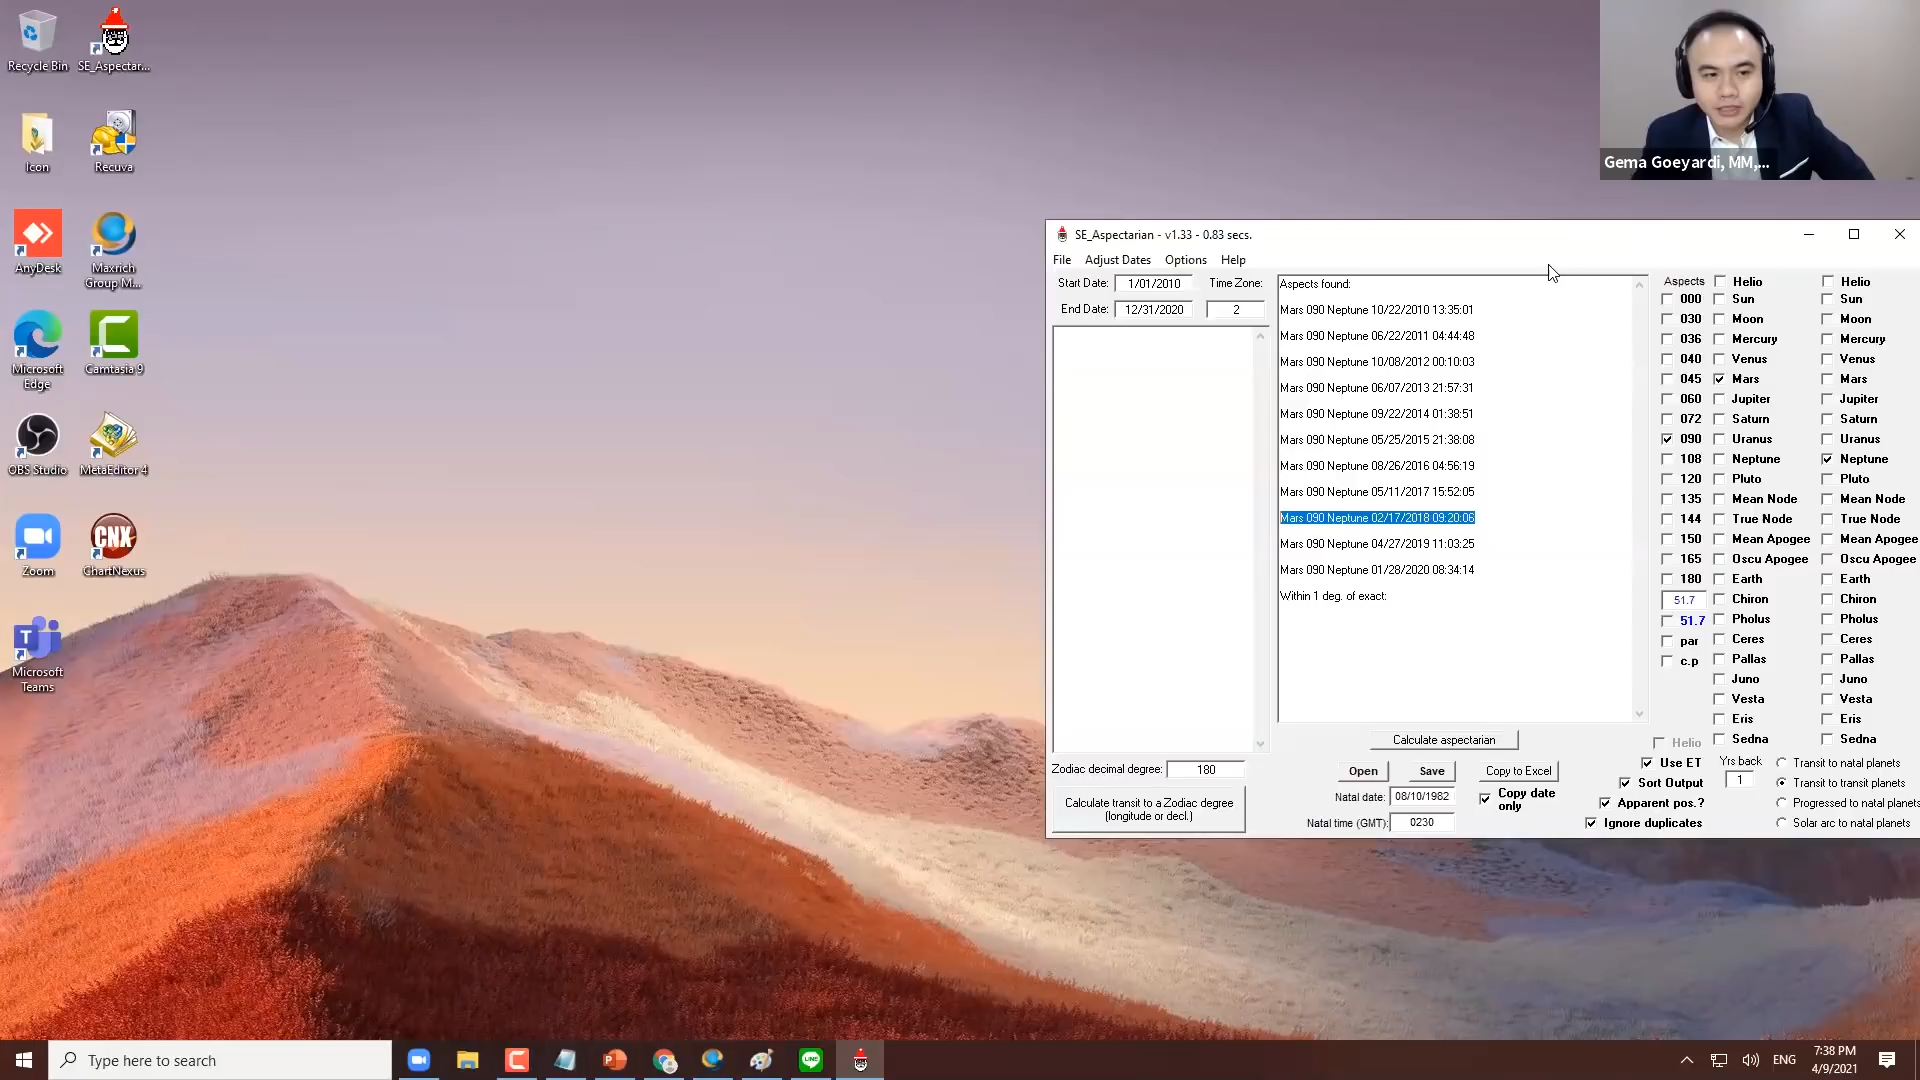 Recycle Bin
SE_Aspectar...
Icon
Recuva
AnyDesk
Maxrich
Group M...
Microsoft
Edge
Camtasia 9
OBS Studio
MetaEditor 4
Zoom
CNX
ChartNexus
Microsoft
Teams
Gema Goeyardi, MM,...
SE_Aspectarian - v1.33 - 0.83 secs.
File Adjust Dates Options Help
Start Date: 1/01/2010 Time Zone:
End Date: 12/31/2020 2
Aspects found:
Mars 090 Neptune 10/22/2010 13:35:01
Mars 090 Neptune 06/22/2011 04:44:48
Mars 090 Neptune 10/08/2012 00:10:03
Mars 090 Neptune 06/07/2013 21:57:31
Mars 090 Neptune 09/22/2014 01:38:51
Mars 090 Neptune 05/25/2015 21:38:08
Mars 090 Neptune 08/26/2016 04:56:19
Mars 090 Neptune 05/11/2017 15:52:05
Mars 090 Neptune 02/17/2018 09:20:06
Mars 090 Neptune 04/27/2019 11:03:25
Mars 090 Neptune 01/28/2020 08:34:14
Within 1 deg. of exact:
Aspects Helio Helio
000 Sun Sun
030 Moon Moon
036 Mercury Mercury
040 Venus Venus
045 Mars Mars
060 Jupiter Jupiter
072 Saturn Saturn
090 Uranus Uranus
108 Neptune Neptune
120 Pluto Pluto
135 Mean Node Mean Node
144 True Node True Node
150 Mean Apogee Mean Apogee
165 Oscu Apogee Oscu Apogee
180 Earth Earth
51.7 Chiron Chiron
51.7 Pholus Pholus
par Ceres Ceres
c.p Pallas Pallas
Juno Juno
Vesta Vesta
Eris Eris
Helio Sedna Sedna
Calculate aspectarian
Zodiac decimal degree: 180
Calculate transit to a Zodiac degree
(longitude or decl.)
Open Save Copy to Excel
Natal date: 08/10/1982
Copy date
only
Natal time (GMT): 0230
Use ET
Sort Output
Apparent pos.?
Ignore duplicates
Yrs back
1
Transit to natal planets
Transit to transit planets
Progressed to natal planets
Solar arc to natal planets
Type here to search
LINE
ENG
7:38 PM
4/9/2021